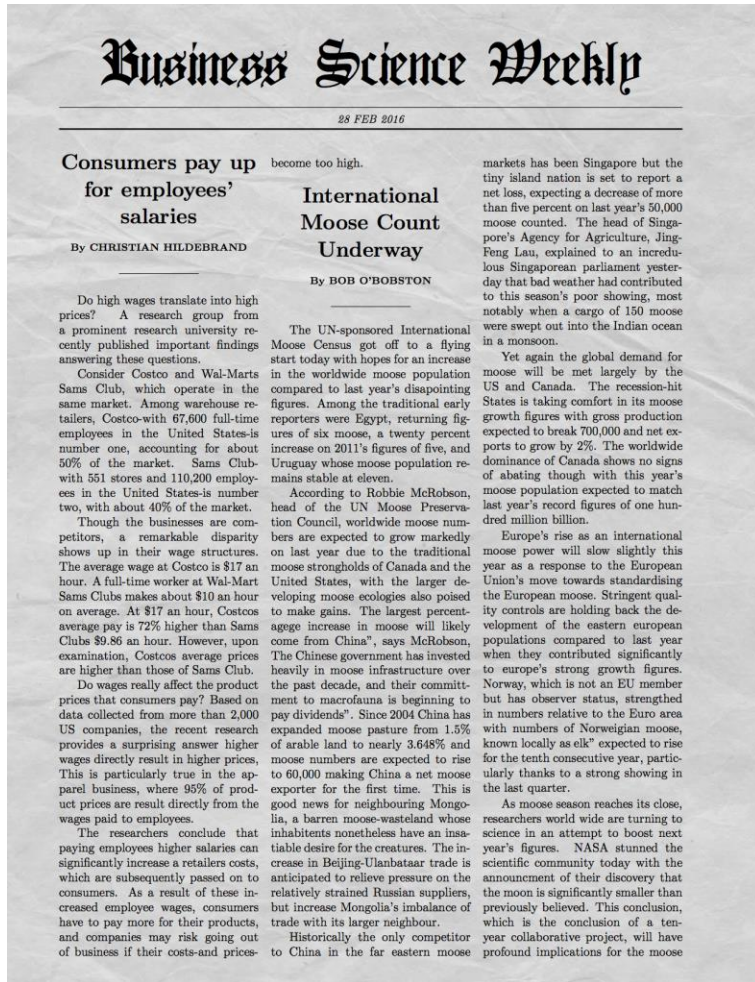 Business Science Weekly
28 FEB 2016
Consumers pay up
for employees'
salaries
By CHRISTIAN HILDEBRAND
Do high wages translate into high
prices? A research group from
a prominent research university re-
cently published important findings
answering these questions.
Consider Costco and Wal-Marts
Sams Club, which operate in the
same market. Among warehouse re-
tailers, Costco-with 67,600 full-time
employees in the United States-is
number one, accounting for about
50% of the market. Sams Club-
with 551 stores and 110,200 employ-
ees in the United States-is number
two, with about 40% of the market.
Though the businesses are com-
petitors, a remarkable disparity
shows up in their wage structures.
The average wage at Costco is $17 an
hour. A full-time worker at Wal-Mart
Sams Clubs makes about $10 an hour
on average. At $17 an hour, Costcos
average pay is 72% higher than Sams
Clubs $9.86 an hour. However, upon
examination, Costcos average prices
are higher than those of Sams Club.
Do wages really affect the product
prices that consumers pay? Based on
data collected from more than 2,000
US companies, the recent research
provides a surprising answer higher
wages directly result in higher prices,
This is particularly true in the ap-
parel business, where 95% of prod-
uct prices are result directly from the
wages paid to employees.
The researchers conclude that
paying employees higher salaries can
significantly increase a retailers costs,
which are subsequently passed on to
consumers. As a result of these in-
creased employee wages, consumers
have to pay more for their products,
and companies may risk going out
of business if their costs-and prices-
become too high.
International
Moose Count
Underway
By BOB O'BOBSTON
The UN-sponsored International
Moose Census got off to a flying
start today with hopes for an increase
in the worldwide moose population
compared to last year's disapointing
figures. Among the traditional early
reporters were Egypt, returning fig-
ures of six moose, a twenty percent
increase on 2011's figures of five, and
Uruguay whose moose population re-
mains stable at eleven.
According to Robbie McRobson,
head of the UN Moose Preserva-
tion Council, worldwide moose num-
bers are expected to grow markedly
on last year due to the traditional
moose strongholds of Canada and the
United States, with the larger de-
veloping moose ecologies also poised
to make gains. The largest percent-
agege increase in moose will likely
come from China", says McRobson,
The Chinese government has invested
heavily in moose infrastructure over
the past decade, and their committ-
ment to macrofauna is beginning to
pay dividends". Since 2004 China has
expanded moose pasture from 1.5%
of arable land to nearly 3.648% and
moose numbers are expected to rise
to 60,000 making China a net moose
exporter for the first time. This is
good news for neighbouring Mongo-
lia, a barren moose-wasteland whose
inhabitents nonetheless have an insa-
tiable desire for the creatures. The in-
crease in Beijing-Ulanbataar trade is
anticipated to relieve pressure on the
relatively strained Russian suppliers,
but increase Mongolia's imbalance of
trade with its larger neighbour.
Historically the only competitor
to China in the far eastern moose
markets has been Singapore but the
tiny island nation is set to report a
net loss, expecting a decrease of more
than five percent on last year's 50,000
moose counted. The head of Singa-
pore's Agency for Agriculture, Jing-
Feng Lau, explained to an incredu-
lous Singaporean parliament yester-
day that bad weather had contributed
to this season's poor showing, most
notably when a cargo of 150 moose
were swept out into the Indian ocean
in a monsoon.
Yet again the global demand for
moose will be met largely by the
US and Canada. The recession-hit
States is taking comfort in its moose
growth figures with gross production
expected to break 700,000 and net ex-
ports to grow by 2%. The worldwide
dominance of Canada shows no signs
of abating though with this year's
moose population expected to match
last year's record figures of one hun-
dred million billion.
Europe's rise as an international
moose power will slow slightly this
year as a response to the European
Union's move towards standardising
the European moose. Stringent qual-
ity controls are holding back the de-
velopment of the eastern european
populations compared to last year
when they contributed significantly
to europe's strong growth figures.
Norway, which is not an EU member
but has observer status, strengthed
in numbers relative to the Euro area
with numbers of Norweigian moose,
known locally as elk" expected to rise
for the tenth consecutive year, partic-
ularly thanks to a strong showing in
the last quarter.
As moose season reaches its close,
researchers world wide are turning to
science in an attempt to boost next
year's figures. NASA stunned the
scientific community today with the
announcment of their discovery that
the moon is significantly smaller than
previously believed. This conclusion,
which is the conclusion of a ten-
year collaborative project, will have
profound implications for the moose